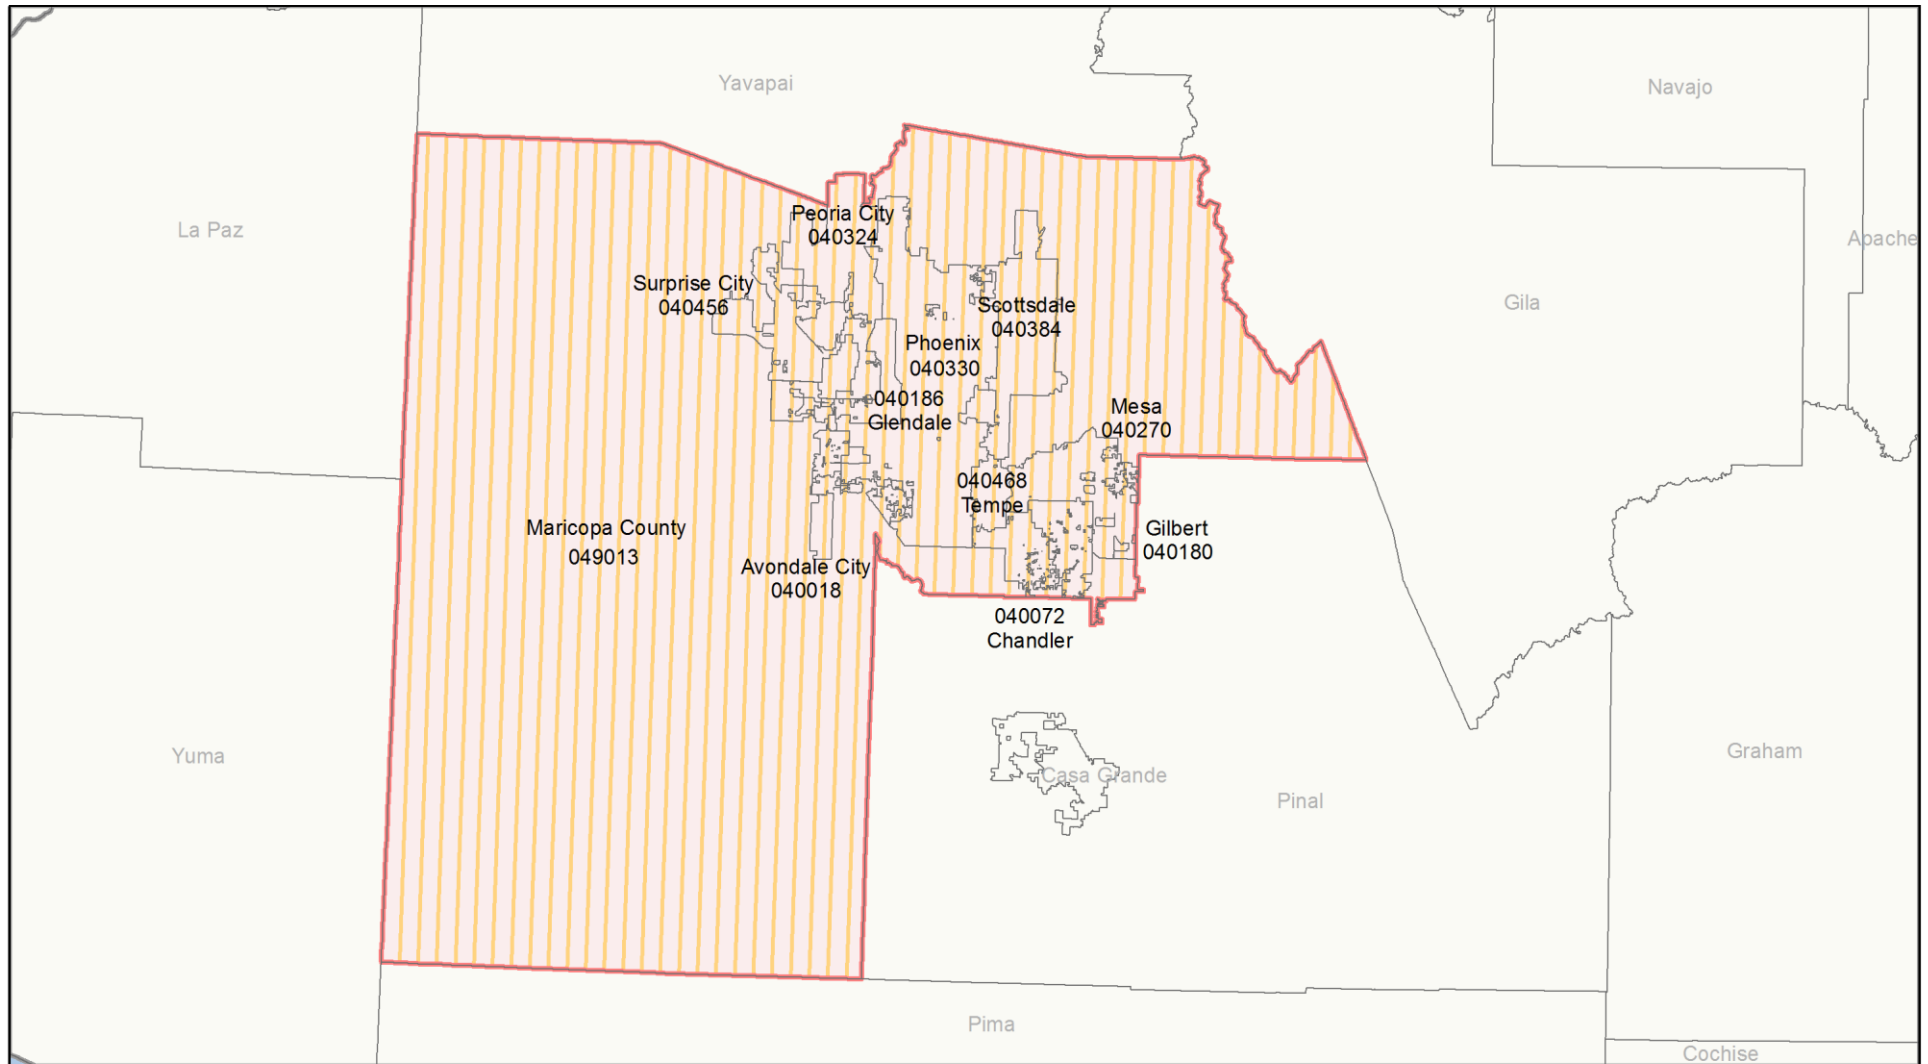 Yavapai
Navajo
Peoria City
040324
La Paz
Apache
Surprise City
040456
Scottsdale
040384
Gila
Phoenix
040330
040186
Glendale
Mesa
040270
040468
Tempe
Maricopa County
049013
Gilbert
040180
Avondale City
040018
040072
Chandler
Yuma
Casa Grande
Graham
Pinal
Pima
Cochise